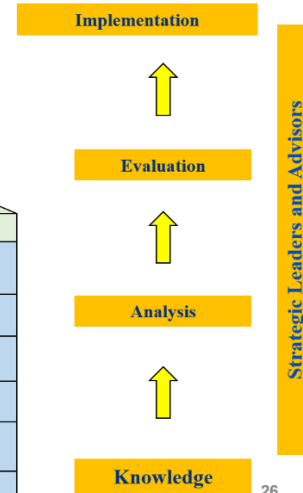 Implementation
Evaluation
Analysis
Knowledge
Strategic Leaders and Advisors
26